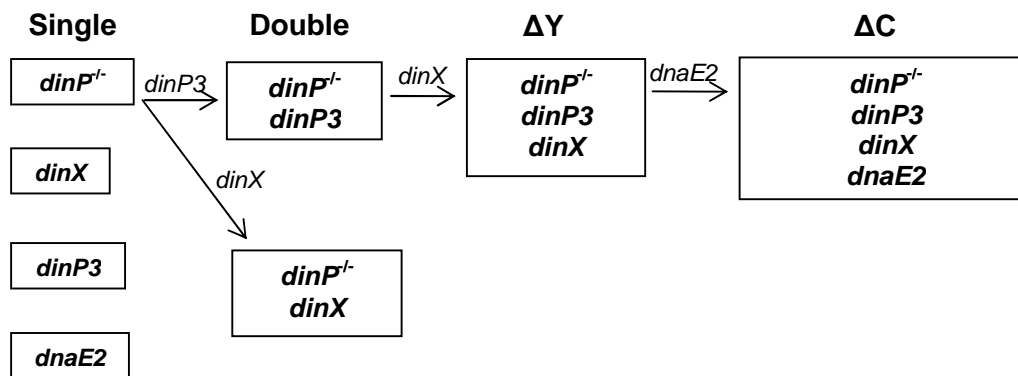 Single
Double
ΔY
ΔC
dinP-/-
dinX
dinP3
dnaE2
dinP3
dinX
dinP-/-
dinP3
dinP-/-
dinX
dinX
dinP-/-
dinP3
dinX
dnaE2
dinP-/-
dinP3
dinX
dnaE2